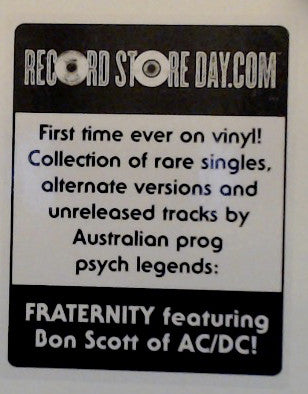 RECORD STORE DAY.COM
First time ever on vinyl!
Collection of rare singles,
alternate versions and
unreleased tracks by
Australian prog
psych legends:
FRATERNITY featuring
Bon Scott of AC/DC!